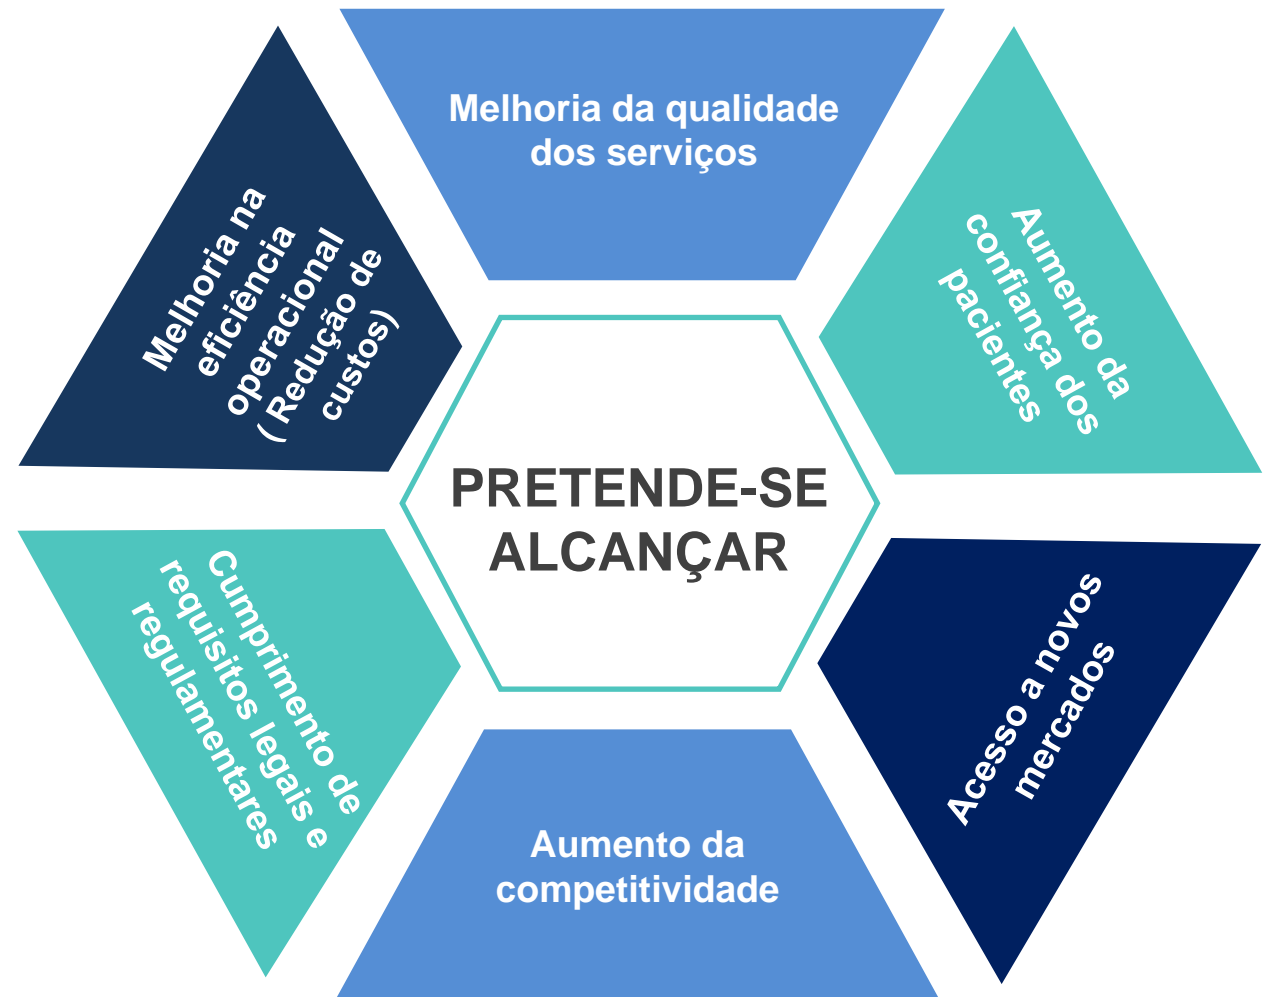 Melhoria da qualidade
dos serviços
Aumento da
confiança dos
pacientes
Acesso a novos
mercados
Aumento da
competitividade
Cumprimento de
requisitos legais e
regulamentares
Melhoria na
eficiência
operacional
( Redução de
custos)
PRETENDE-SE
ALCANÇAR